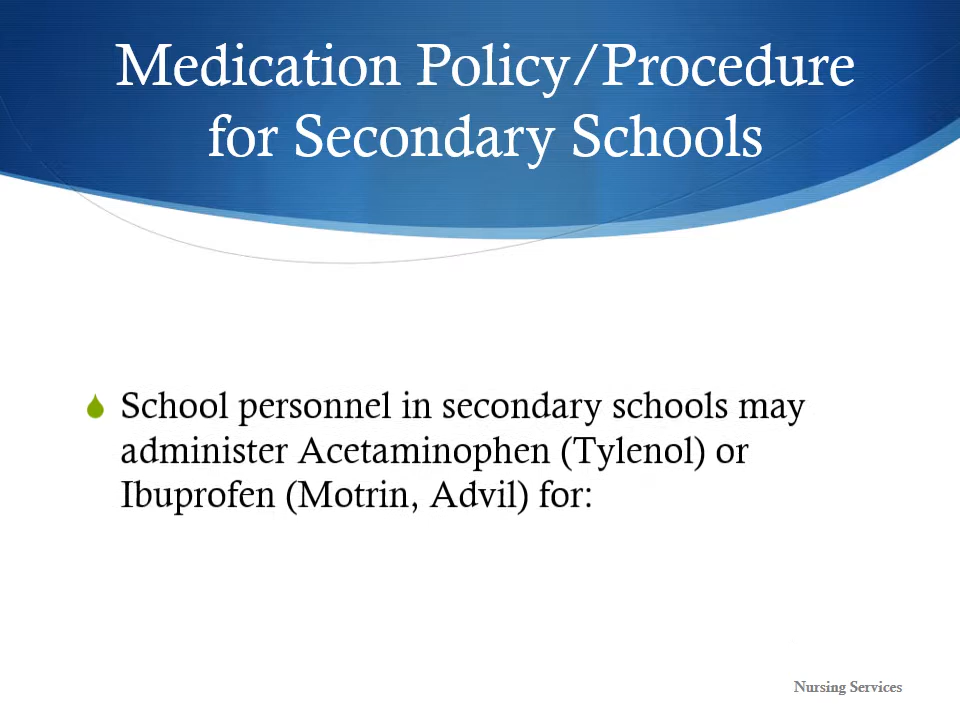 Medication Policy/Procedure
for Secondary Schools
School personnel in secondary schools may
administer Acetaminophen (Tylenol) or
Ibuprofen (Motrin, Advil) for:
Nursing Services